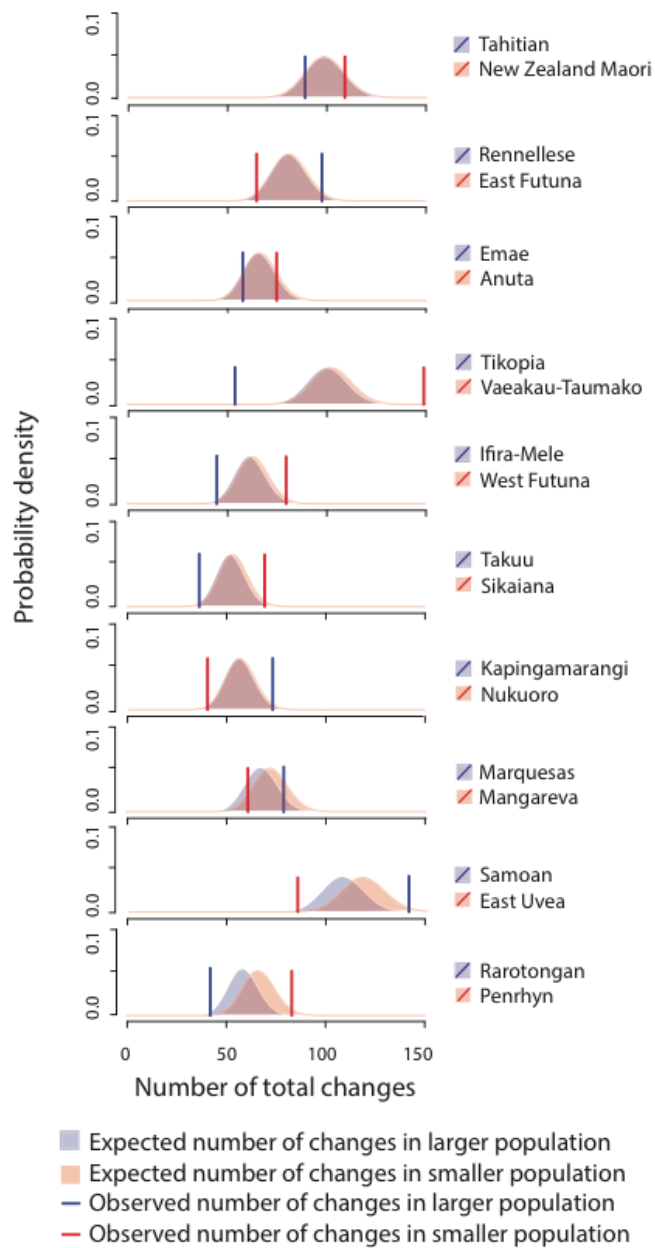 0.1
0.0
Tahitian
New Zealand Maori
0.1
0.0
Rennellese
East Futuna
0.1
0.0
Emae
Anuta
0.1
0.0
Tikopia
Vaeakau-Taumako
0.1
0.0
Ifira-Mele
West Futuna
0.1
0.0
Takuu
Sikaiana
0.1
0.0
Kapingamarangi
Nukuoro
0.1
0.0
Marquesas
Mangareva
0.1
0.0
Samoan
East Uvea
0.1
0.0
Rarotongan
Penrhyn
Probability density
0 50 100 150
Number of total changes
Expected number of changes in larger population
Expected number of changes in smaller population
Observed number of changes in larger population
Observed number of changes in smaller population